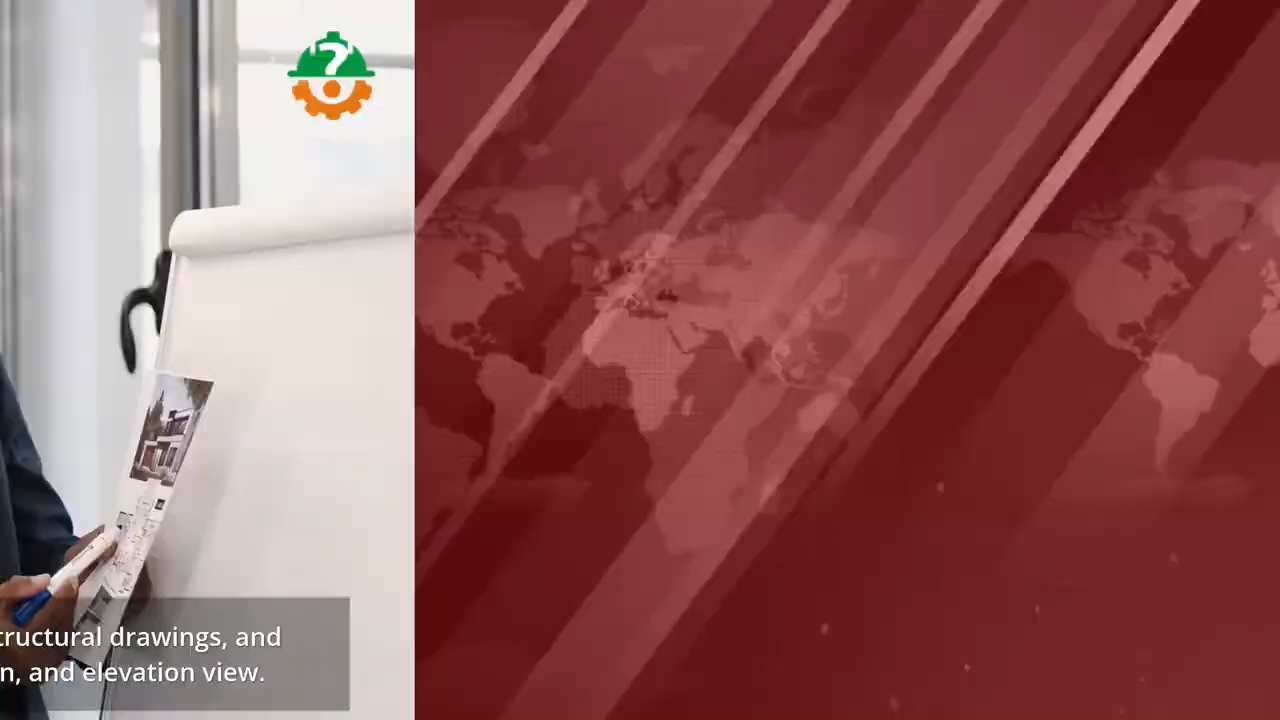 ?
tructural drawings, and
n, and elevation view.